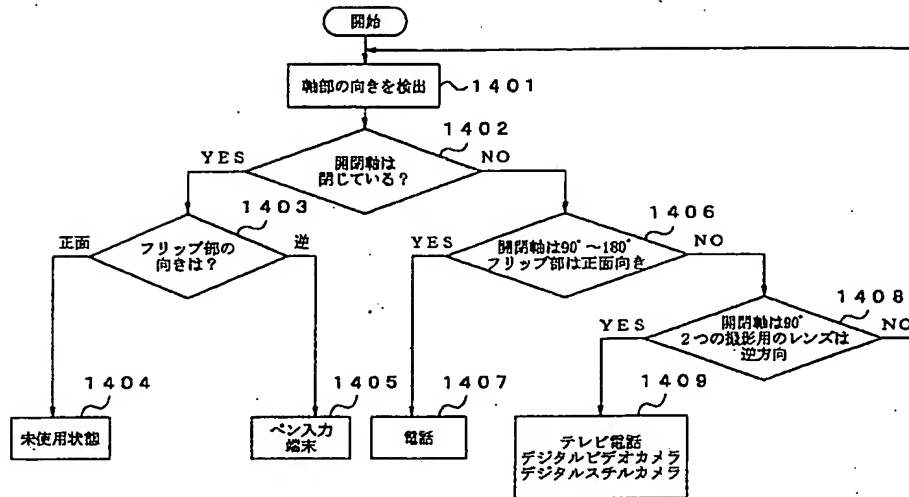 開始
軸部の向きを検出
1401
1402
YES
開閉軸は
閉じている？
NO
1403
正面
フリップ部の
向きは？
逆
1406
YES
開閉軸は90°～180°
フリップ部は正面向き
NO
1408
YES
開閉軸は90°
2つの撮影用のレンズは
逆方向
NO
1404
未使用状態
1405
ペン入力
端末
1407
電話
1409
テレビ電話
デジタルビデオカメラ
デジタルスチルカメラ